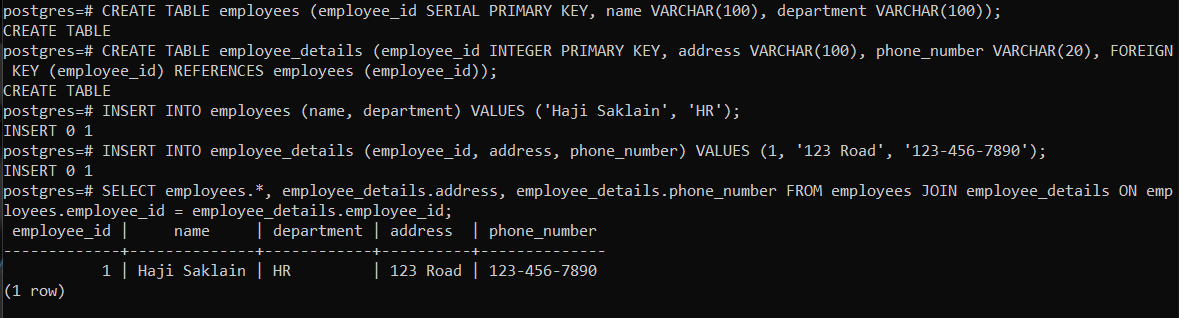 postgres=# CREATE TABLE employees (employee_id SERIAL PRIMARY KEY, name VARCHAR(100), department VARCHAR(100));
CREATE TABLE
postgres=# CREATE TABLE employee_details (employee_id INTEGER PRIMARY KEY, address VARCHAR(100), phone_number VARCHAR(20), FOREIGN
 KEY (employee_id) REFERENCES employees (employee_id));
CREATE TABLE
postgres=# INSERT INTO employees (name, department) VALUES ('Haji Saklain', 'HR');
INSERT 0 1
postgres=# INSERT INTO employee_details (employee_id, address, phone_number) VALUES (1, '123 Road', '123-456-7890');
INSERT 0 1
postgres=# SELECT employees.*, employee_details.address, employee_details.phone_number FROM employees JOIN employee_details ON emp
loyees.employee_id = employee_details.employee_id;
 employee_id |     name     | department | address  | phone_number
-------------+--------------+------------+----------+--------------
           1 | Haji Saklain | HR         | 123 Road | 123-456-7890
(1 row)